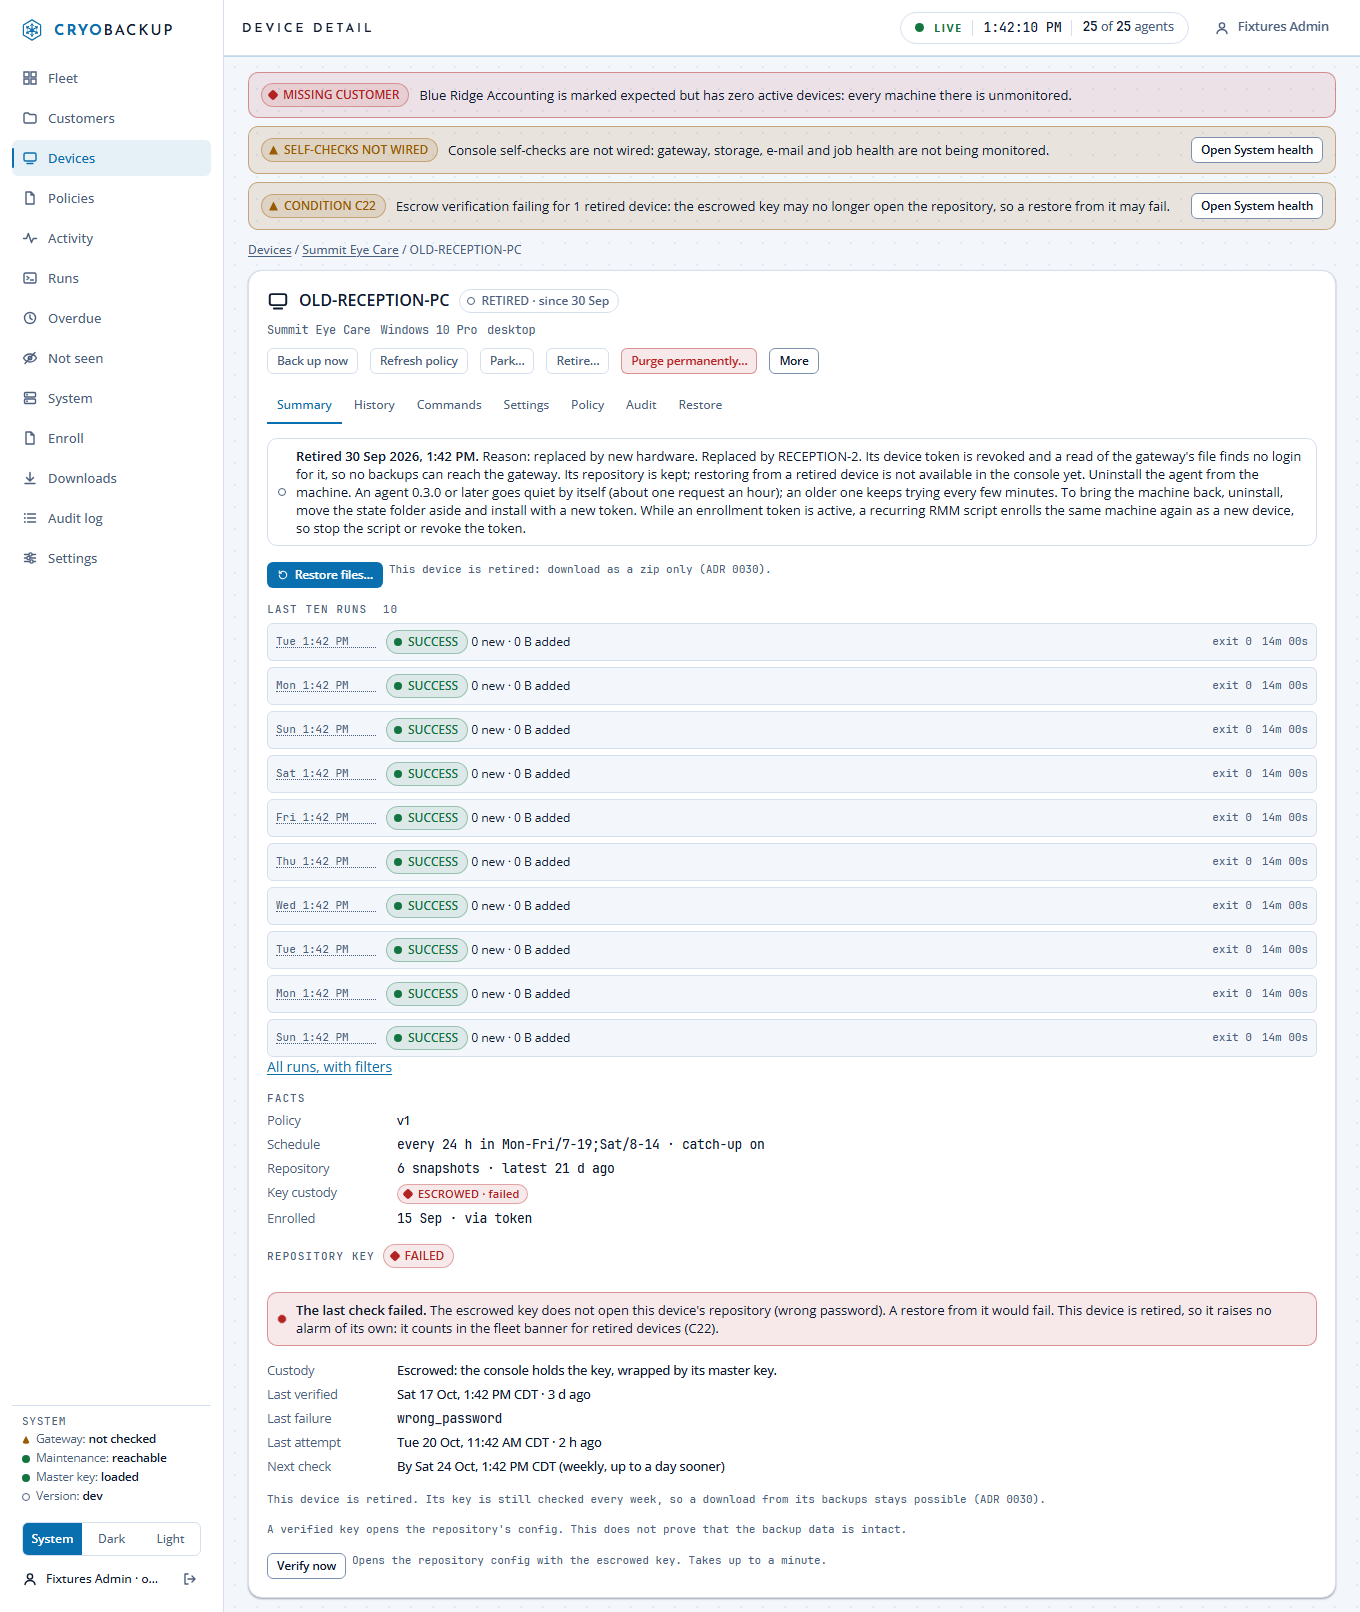 CRYOBACKUP
DEVICE DETAIL
LIVE 1:42:10 PM 25 of 25 agents
Fixtures Admin
Fleet
Customers
Devices
Policies
Activity
Runs
Overdue
Not seen
System
Enroll
Downloads
Audit log
Settings
MISSING CUSTOMER Blue Ridge Accounting is marked expected but has zero active devices: every machine there is unmonitored.
SELF-CHECKS NOT WIRED Console self-checks are not wired: gateway, storage, e-mail and job health are not being monitored. Open System health
CONDITION C22 Escrow verification failing for 1 retired device: the escrowed key may no longer open the repository, so a restore from it may fail. Open System health
Devices / Summit Eye Care / OLD-RECEPTION-PC
OLD-RECEPTION-PC RETIRED · since 30 Sep
Summit Eye Care Windows 10 Pro desktop
Back up now Refresh policy Park... Retire... Purge permanently... More
Summary History Commands Settings Policy Audit Restore
Retired 30 Sep 2026, 1:42 PM. Reason: replaced by new hardware. Replaced by RECEPTION-2. Its device token is revoked and a read of the gateway's file finds no login
for it, so no backups can reach the gateway. Its repository is kept; restoring from a retired device is not available in the console yet. Uninstall the agent from the
machine. An agent 0.3.0 or later goes quiet by itself (about one request an hour); an older one keeps trying every few minutes. To bring the machine back, uninstall,
move the state folder aside and install with a new token. While an enrollment token is active, a recurring RMM script enrolls the same machine again as a new device,
so stop the script or revoke the token.
Restore files... This device is retired: download as a zip only (ADR 0030).
LAST TEN RUNS 10
Tue 1:42 PM SUCCESS 0 new · 0 B added exit 0 14m 00s
Mon 1:42 PM SUCCESS 0 new · 0 B added exit 0 14m 00s
Sun 1:42 PM SUCCESS 0 new · 0 B added exit 0 14m 00s
Sat 1:42 PM SUCCESS 0 new · 0 B added exit 0 14m 00s
Fri 1:42 PM SUCCESS 0 new · 0 B added exit 0 14m 00s
Thu 1:42 PM SUCCESS 0 new · 0 B added exit 0 14m 00s
Wed 1:42 PM SUCCESS 0 new · 0 B added exit 0 14m 00s
Tue 1:42 PM SUCCESS 0 new · 0 B added exit 0 14m 00s
Mon 1:42 PM SUCCESS 0 new · 0 B added exit 0 14m 00s
Sun 1:42 PM SUCCESS 0 new · 0 B added exit 0 14m 00s
All runs, with filters
FACTS
Policy v1
Schedule every 24 h in Mon-Fri/7-19;Sat/8-14 · catch-up on
Repository 6 snapshots · latest 21 d ago
Key custody ESCROWED · failed
Enrolled 15 Sep · via token
REPOSITORY KEY FAILED
The last check failed. The escrowed key does not open this device's repository (wrong password). A restore from it would fail. This device is retired, so it raises no
alarm of its own: it counts in the fleet banner for retired devices (C22).
Custody Escrowed: the console holds the key, wrapped by its master key.
Last verified Sat 17 Oct, 1:42 PM CDT · 3 d ago
Last failure wrong_password
Last attempt Tue 20 Oct, 11:42 AM CDT · 2 h ago
Next check By Sat 24 Oct, 1:42 PM CDT (weekly, up to a day sooner)
This device is retired. Its key is still checked every week, so a download from its backups stays possible (ADR 0030).
A verified key opens the repository's config. This does not prove that the backup data is intact.
Verify now Opens the repository config with the escrowed key. Takes up to a minute.
SYSTEM
Gateway: not checked
Maintenance: reachable
Master key: loaded
Version: dev
System Dark Light
Fixtures Admin · o...